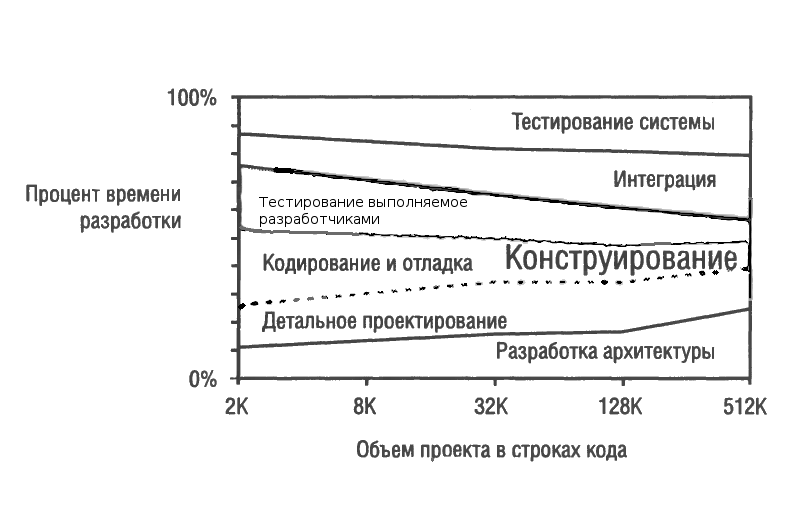 100%
Тестирование системы
Интеграция
Процент времени
разработки
Тестирование выполняемое
разработчиками
Кодирование и отладка
Конструирование
Детальное проектирование
Разработка архитектуры
0%
2K 8K 32K 128K 512K
Объем проекта в строках кода